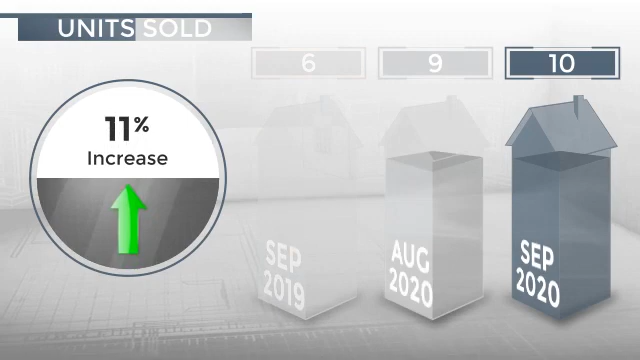 UNITS SOLD
6
9
10
11%
Increase
SEP
2019
AUG
2020
SEP
2020